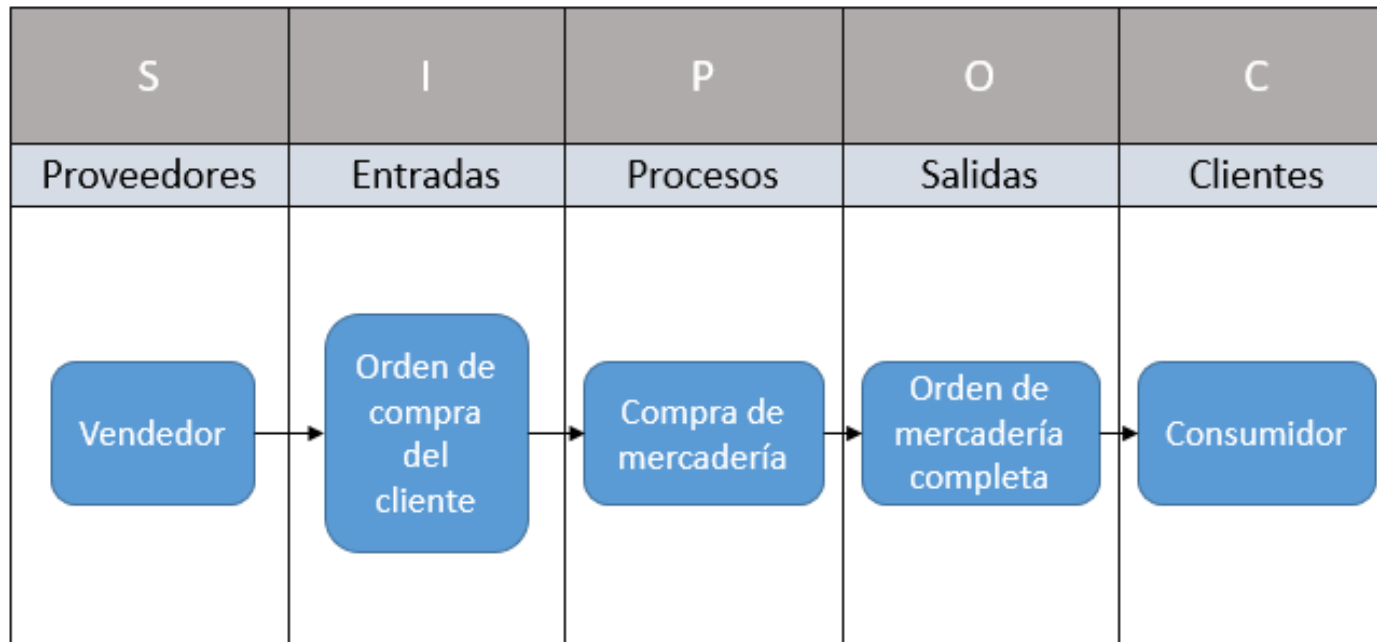 S
I
P
O
C
Proveedores
Entradas
Procesos
Salidas
Clientes
Vendedor
Orden de
compra
del
cliente
Compra de
mercadería
Orden de
mercadería
completa
Consumidor